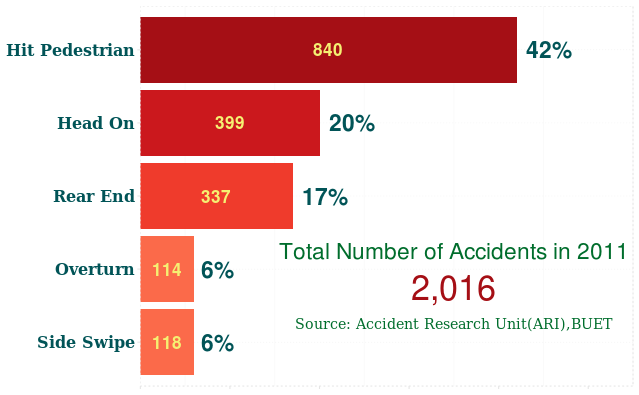 Hit Pedestrian 840 42%
Head On 399 20%
Rear End 337 17%
Overturn 114 6%
Total Number of Accidents in 2011
2,016
Source: Accident Research Unit(ARI),BUET
Side Swipe 118 6%